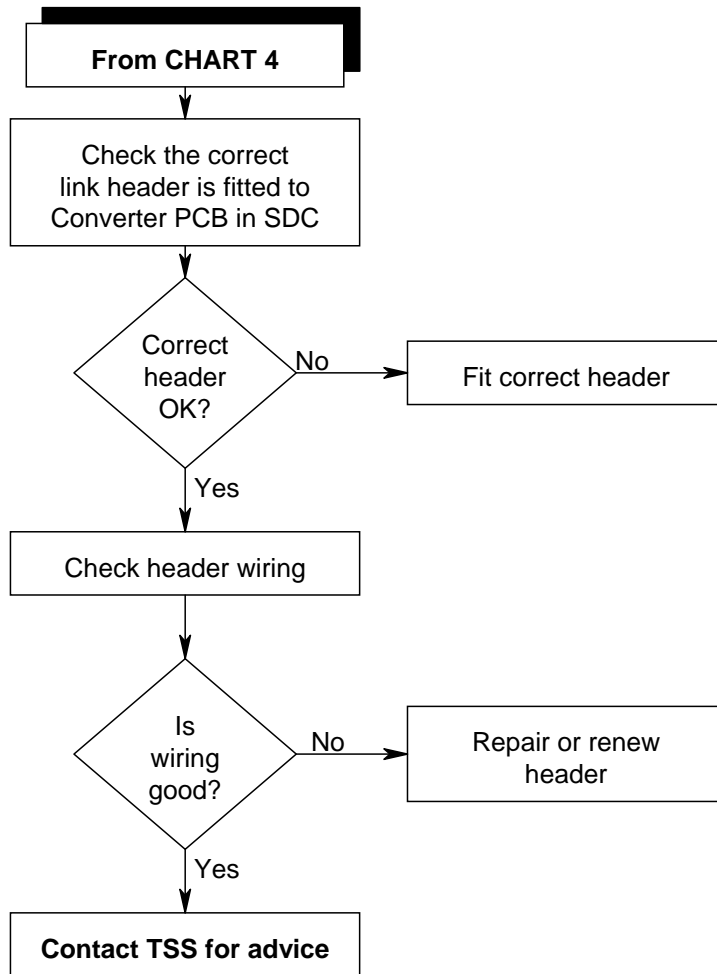 From CHART 4
Check the correct
link header is fitted to
Converter PCB in SDC
Correct
header
OK?
No
Fit correct header
Yes
Check header wiring
Is
wiring
good?
No
Repair or renew
header
Yes
Contact TSS for advice